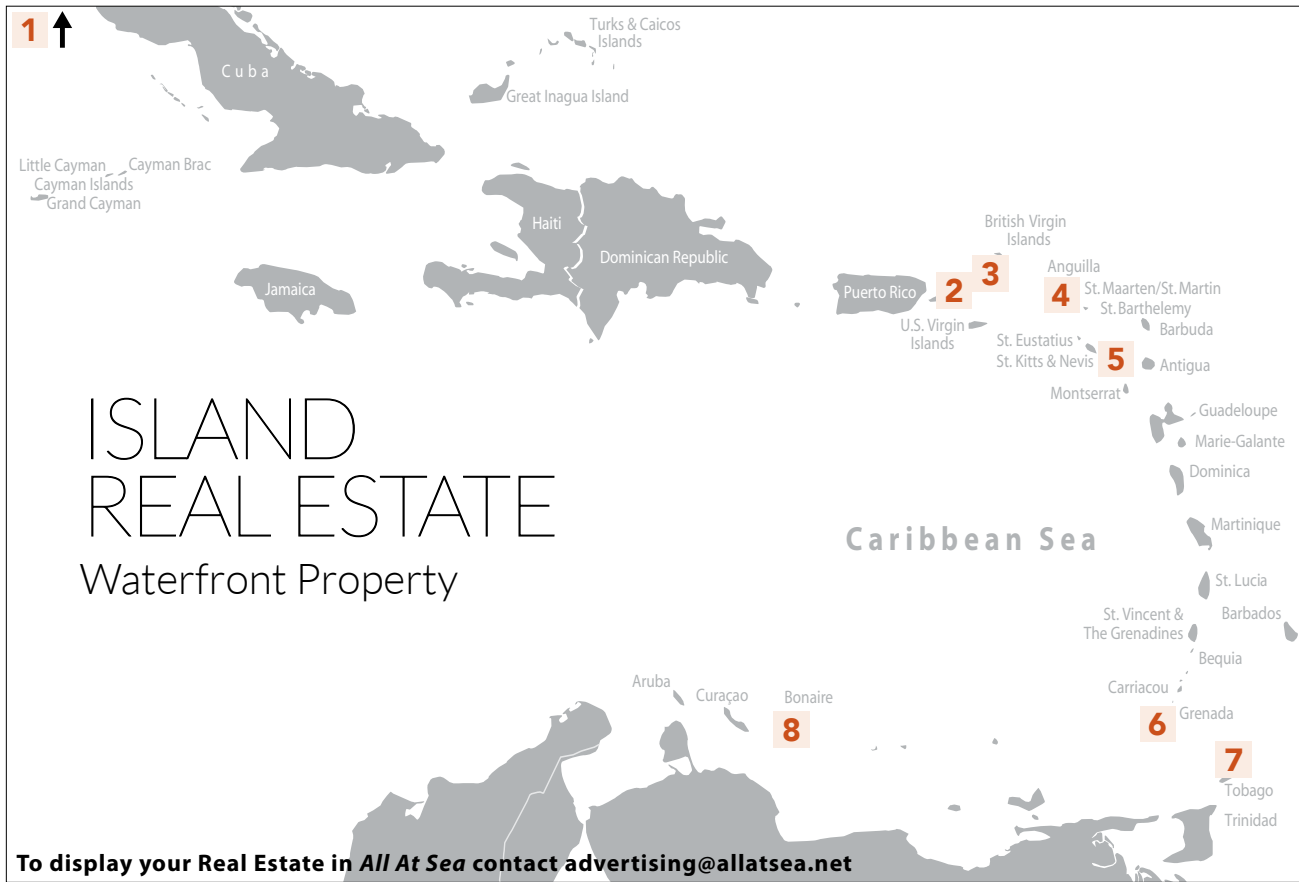 1
Turks & Caicos
Islands
Cuba
Great Inagua Island
Little Cayman
Cayman Brac
Cayman Islands
Grand Cayman
Haiti
Dominican Republic
Jamaica
Puerto Rico
British Virgin
Islands
2
3
Anguilla
4
St. Maarten/St. Martin
St. Barthelemy
U.S. Virgin
Islands
Barbuda
St. Eustatius
St. Kitts & Nevis
5
Antigua
Montserrat
Guadeloupe
Marie-Galante
Dominica
ISLAND
REAL ESTATE
Waterfront Property
Caribbean Sea
Martinique
St. Lucia
St. Vincent &
The Grenadines
Barbados
Bequia
Carriacou
Grenada
6
Aruba
Curaçao
Bonaire
8
7
Tobago
Trinidad
To display your Real Estate in All At Sea contact advertising@allatsea.net